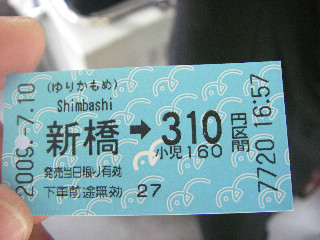 2009.-7.10
(ゆりかもめ)
Shimbashi
新橋➡310円区間
小児160
発売当日限り有効
下車前途無効 27
7720 16:57